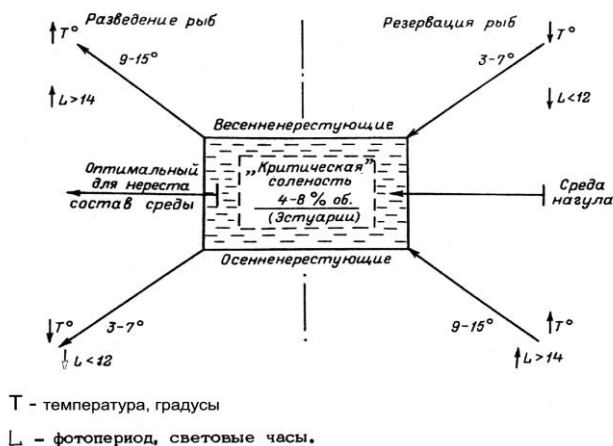 Разведение рыб
Резервация рыб
T°
9-15°
L>14
T°
3-7°
L<12
Весенненерестующие
Оптимальный
для нереста
состав среды
„Критическая”
соленость
4-8 % об.
(Эстуарии)
Среда
нагула
Осенненерестующие
T°
3-7°
L<12
9-15°
T°
L>14
T - температура, градусы
L - фотопериод, световые часы.